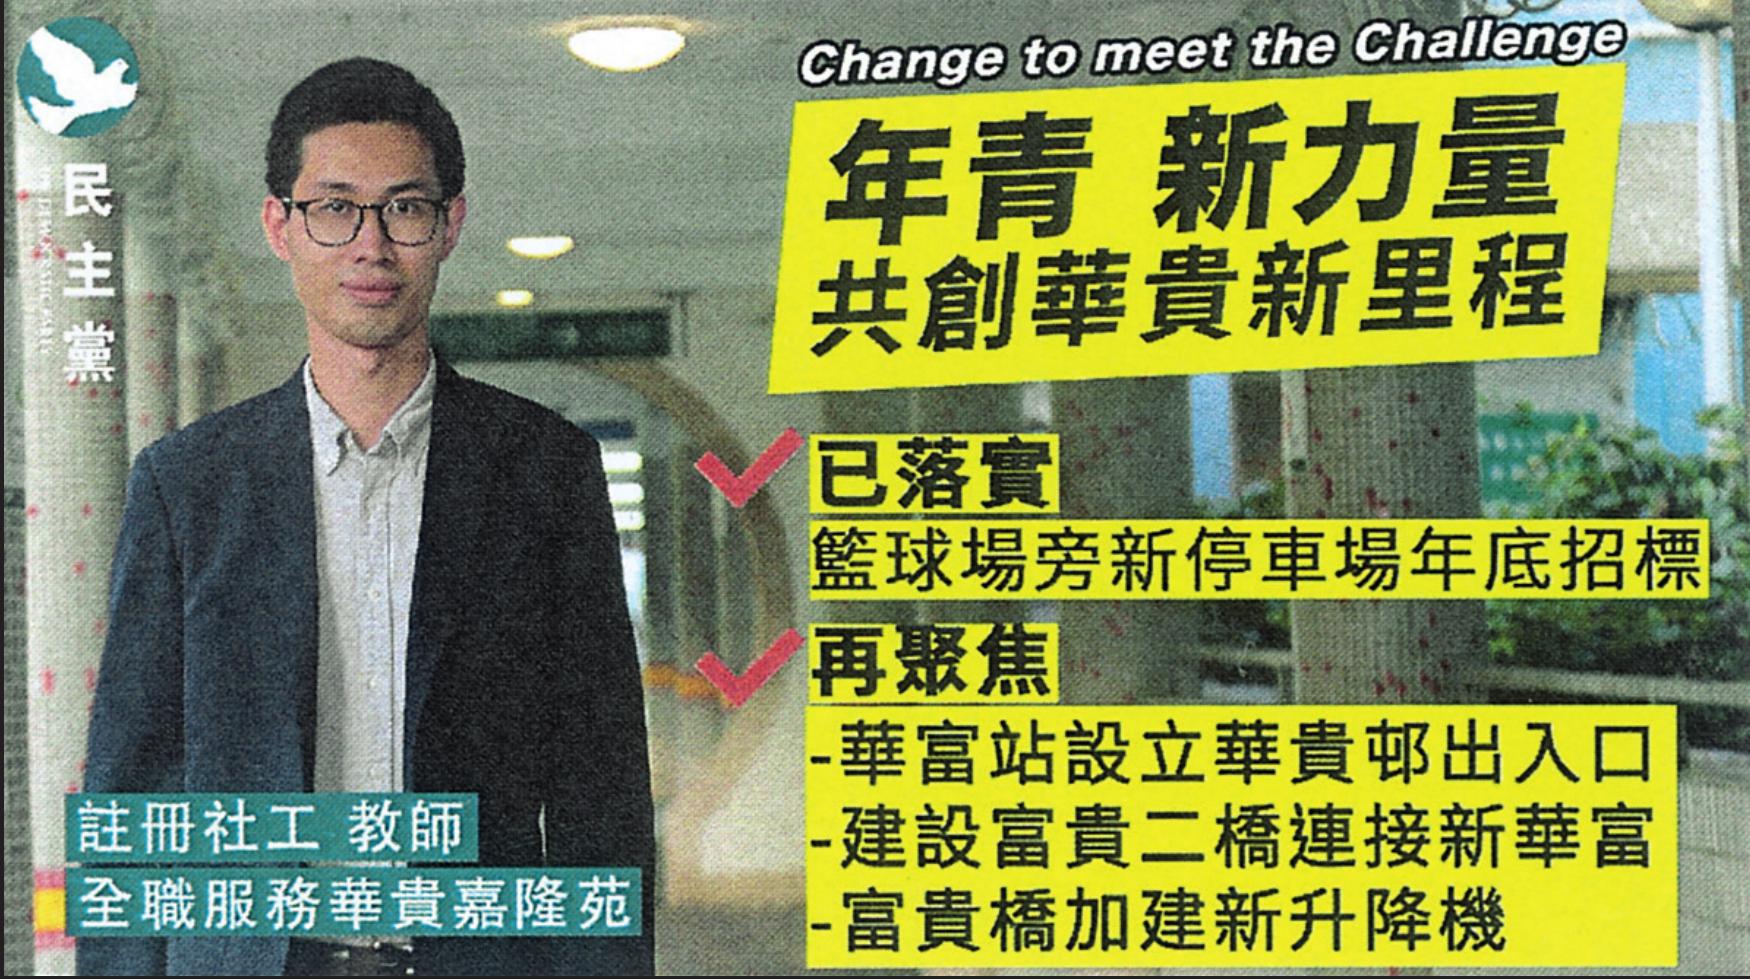 Change to meet the Challenge
年青 新力量
共創華貴新里程
民主黨
已落實
籃球場旁新停車場年底招標
再聚焦
-華富站設立華貴邨出入口
-建設富貴二橋連接新華富
-富貴橋加建新升降機
註冊社工 教師
全職服務華貴嘉隆苑